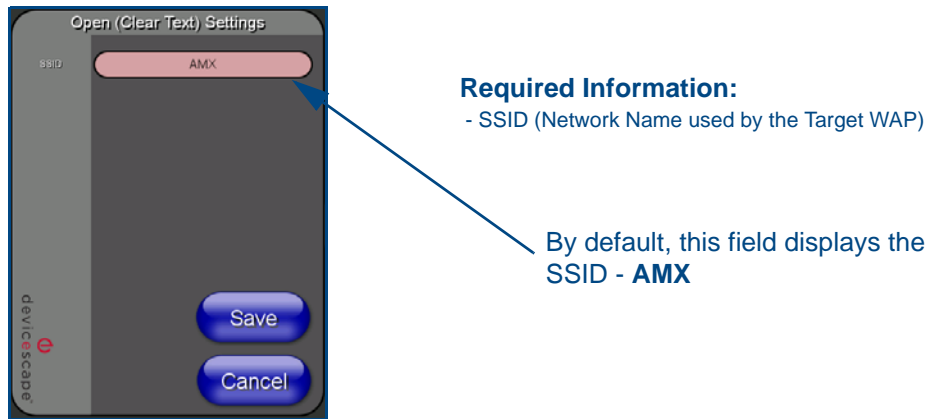 Open (Clear Text) Settings
SSID
AMX
Required Information:
- SSID (Network Name used by the Target WAP)
By default, this field displays the
SSID - AMX
Save
Cancel
devicescape